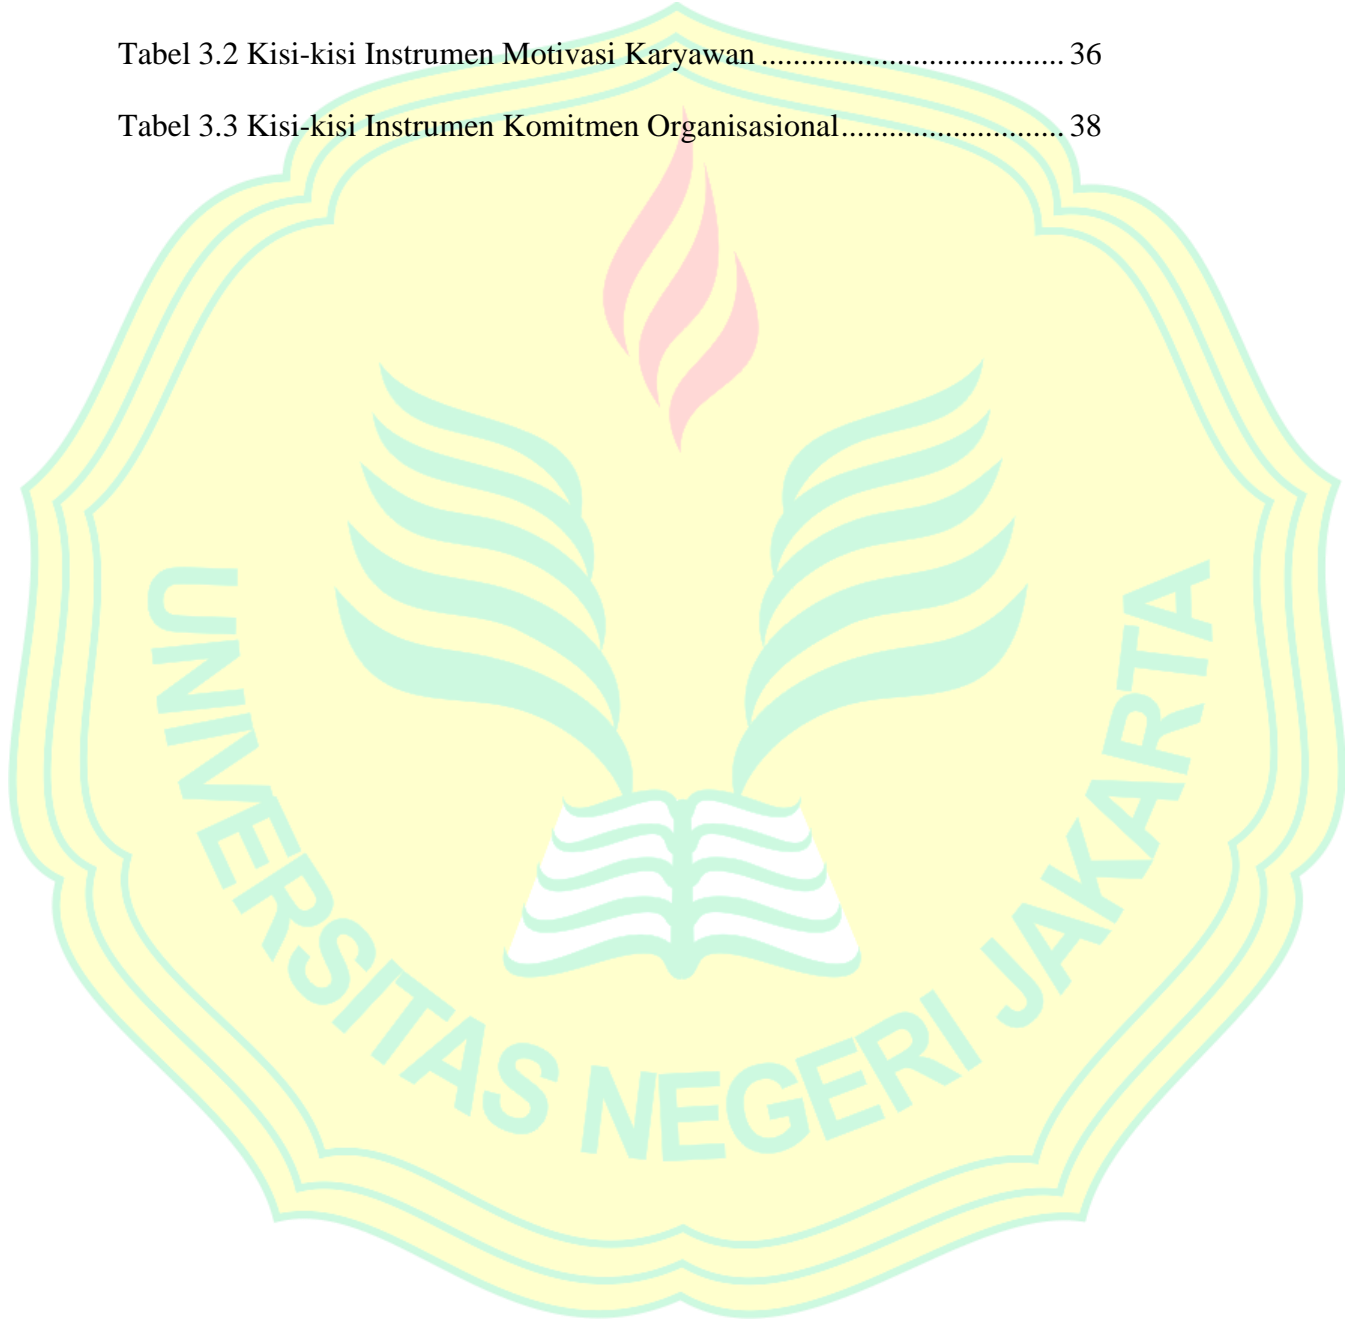 Tabel 3.2 Kisi-kisi Instrumen Motivasi Karyawan .................................. 36
Tabel 3.3 Kisi-kisi Instrumen Komitmen Organisasional......................... 38
UNIVERSITAS NEGERI JAKARTA